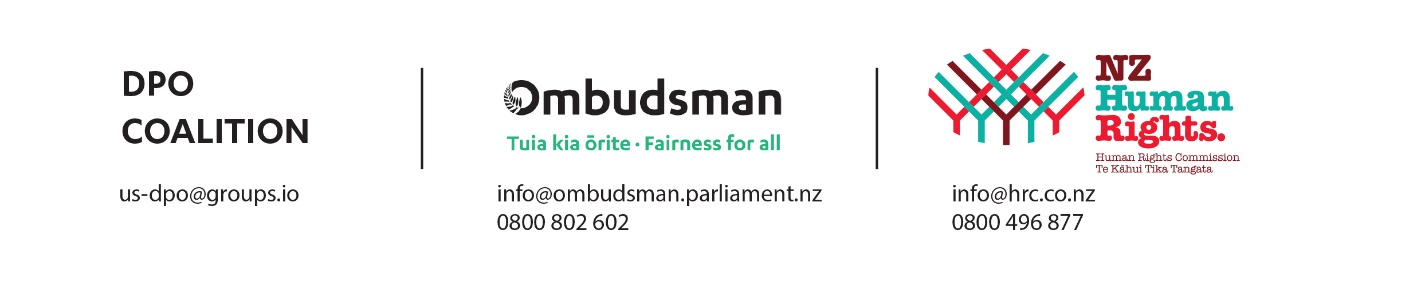 DPO
COALITION
us-dpo@groups.io
Ombudsman
Tuia kia ōrite · Fairness for all
info@ombudsman.parliament.nz
0800 802 602
NZ
Human
Rights.
Human Rights Commission
Te Kāhui Tika Tangata
info@hrc.co.nz
0800 496 877